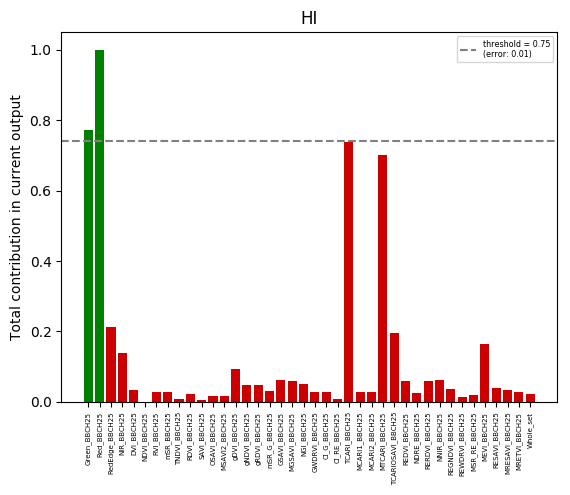 HI
threshold = 0.75
(error: 0.01)
Total contribution in current output
1.0
0.8
0.6
0.4
0.2
0.0
Green_BBCH25
Red_BBCH25
RedEdge_BBCH25
NIR_BBCH25
DVI_BBCH25
NDVI_BBCH25
RVI_BBCH25
mSR_BBCH25
TNDVI_BBCH25
RDVI_BBCH25
SAVI_BBCH25
OSAVI_BBCH25
MSAVI2_BBCH25
gDVI_BBCH25
gNDVI_BBCH25
gRDVI_BBCH25
mSR_G_BBCH25
GSAVI_BBCH25
MGSAVI_BBCH25
NGI_BBCH25
GWDRVI_BBCH25
CI_G_BBCH25
CI_RE_BBCH25
TCARI_BBCH25
MCARI1_BBCH25
MCARI2_BBCH25
MTCARI_BBCH25
TCARIOSAVI_BBCH25
REDVI_BBCH25
NDRE_BBCH25
RERDVI_BBCH25
NNIR_BBCH25
REGNDVI_BBCH25
REWDRVI_BBCH25
MSR_RE_BBCH25
MEVI_BBCH25
RESAVI_BBCH25
MRESAVI_BBCH25
MRETVI_BBCH25
Whole_set